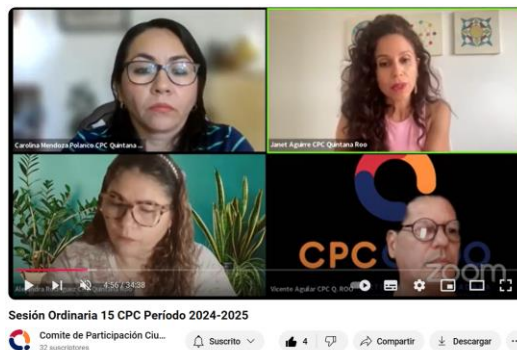 Carolina Mendoza Polanco CPC Quintana ...
Janet Aguirre CPC Quintana Roo
CPC
zoom
4:56 / 34:38
Vicente Aguilar CPC Q. ROO
Sesión Ordinaria 15 CPC Período 2024-2025
Comite de Participación Ciu...
32 suscriptores
Suscrito
4
Compartir
Descargar